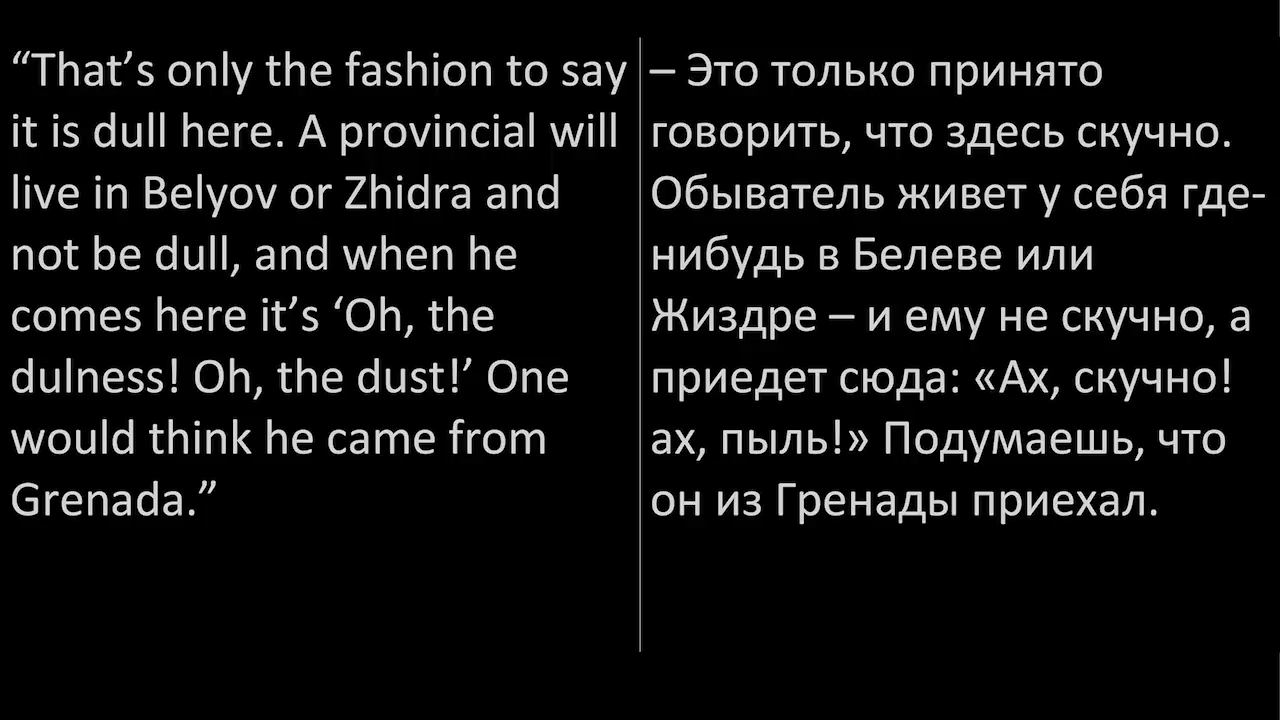 “That’s only the fashion to say
it is dull here. A provincial will
live in Belyov or Zhidra and
not be dull, and when he
comes here it’s ‘Oh, the
dulness! Oh, the dust!’ One
would think he came from
Grenada.”
– Это только принято
говорить, что здесь скучно.
Обыватель живет у себя где-
нибудь в Белеве или
Жиздре – и ему не скучно, а
приедет сюда: «Ах, скучно!
ах, пыль!» Подумаешь, что
он из Гренады приехал.